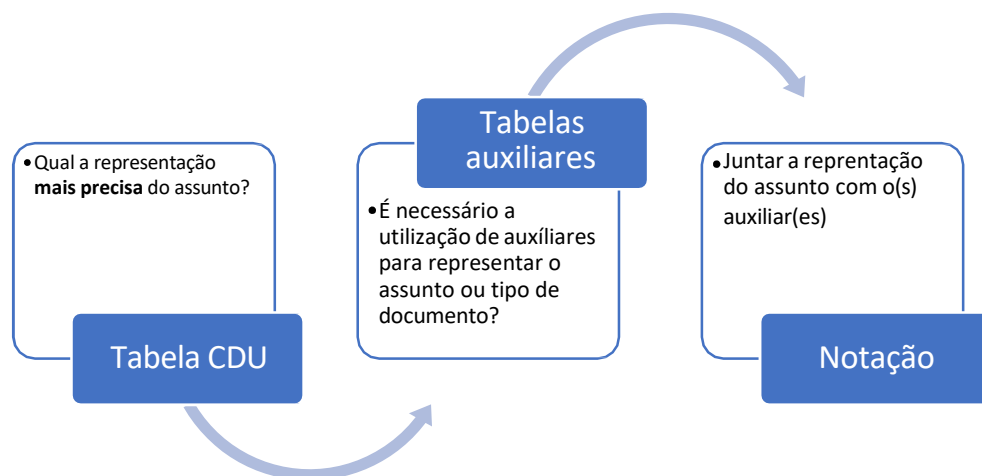 •Qual a representação
mais precisa do assunto?
Tabela CDU
Tabelas
auxiliares
•É necessário a
utilização de auxíliares
para representar o
assunto ou tipo de
documento?
•Juntar a reprentação
do assunto com o(s)
auxiliar(es)
Notação